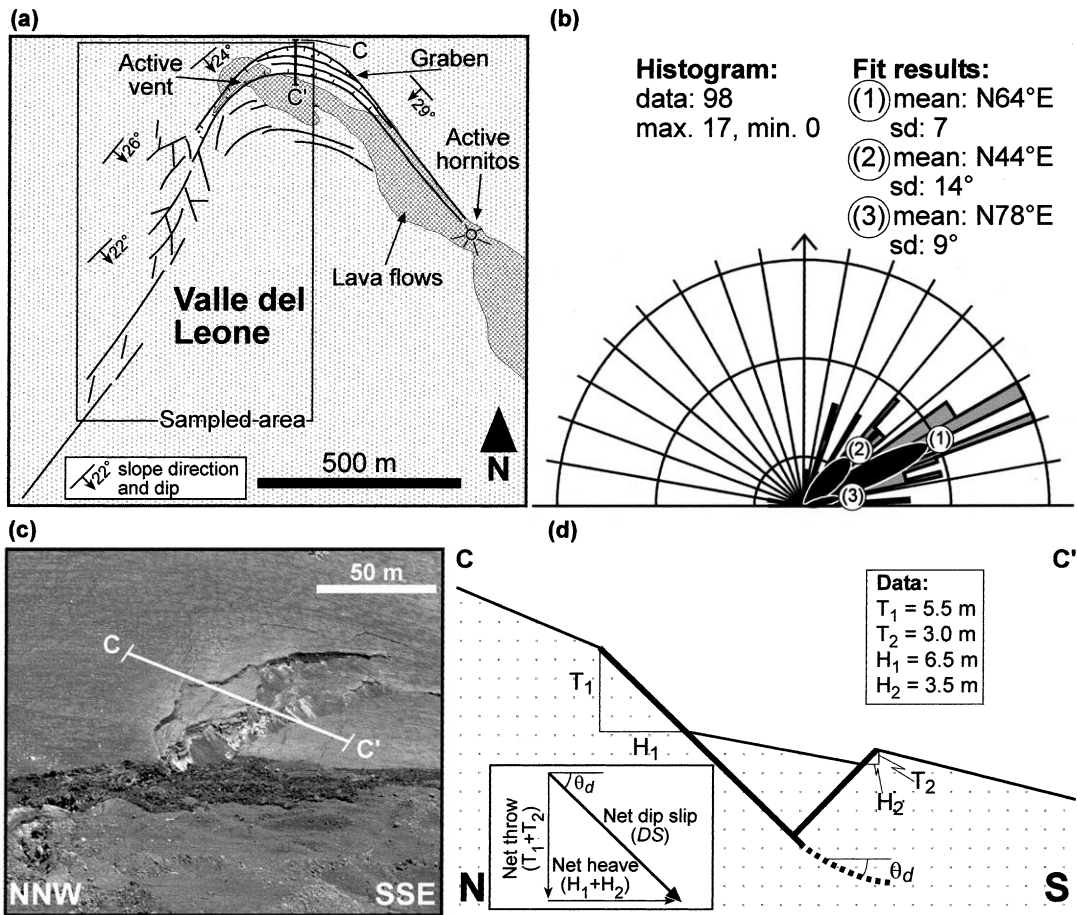 (a)
24°
C
Active
vent
Graben
C'
29°
Active
hornitos
26°
22°
Lava flows
Valle del
Leone
Sampled area
22° slope direction
and dip
500 m
N
(b)
Histogram:
data: 98
max. 17, min. 0
Fit results:
(1) mean: N64°E
sd: 7
(2) mean: N44°E
sd: 14°
(3) mean: N78°E
sd: 9°
(1)
(2)
(3)
(c)
50 m
C
C'
NNW
SSE
(d)
C
C'
Data:
T1 = 5.5 m
T2 = 3.0 m
H1 = 6.5 m
H2 = 3.5 m
T1
H1
T2
H2
θd
Net throw
(T1+T2)
Net dip slip
(DS)
Net heave
(H1+H2)
θd
N
S